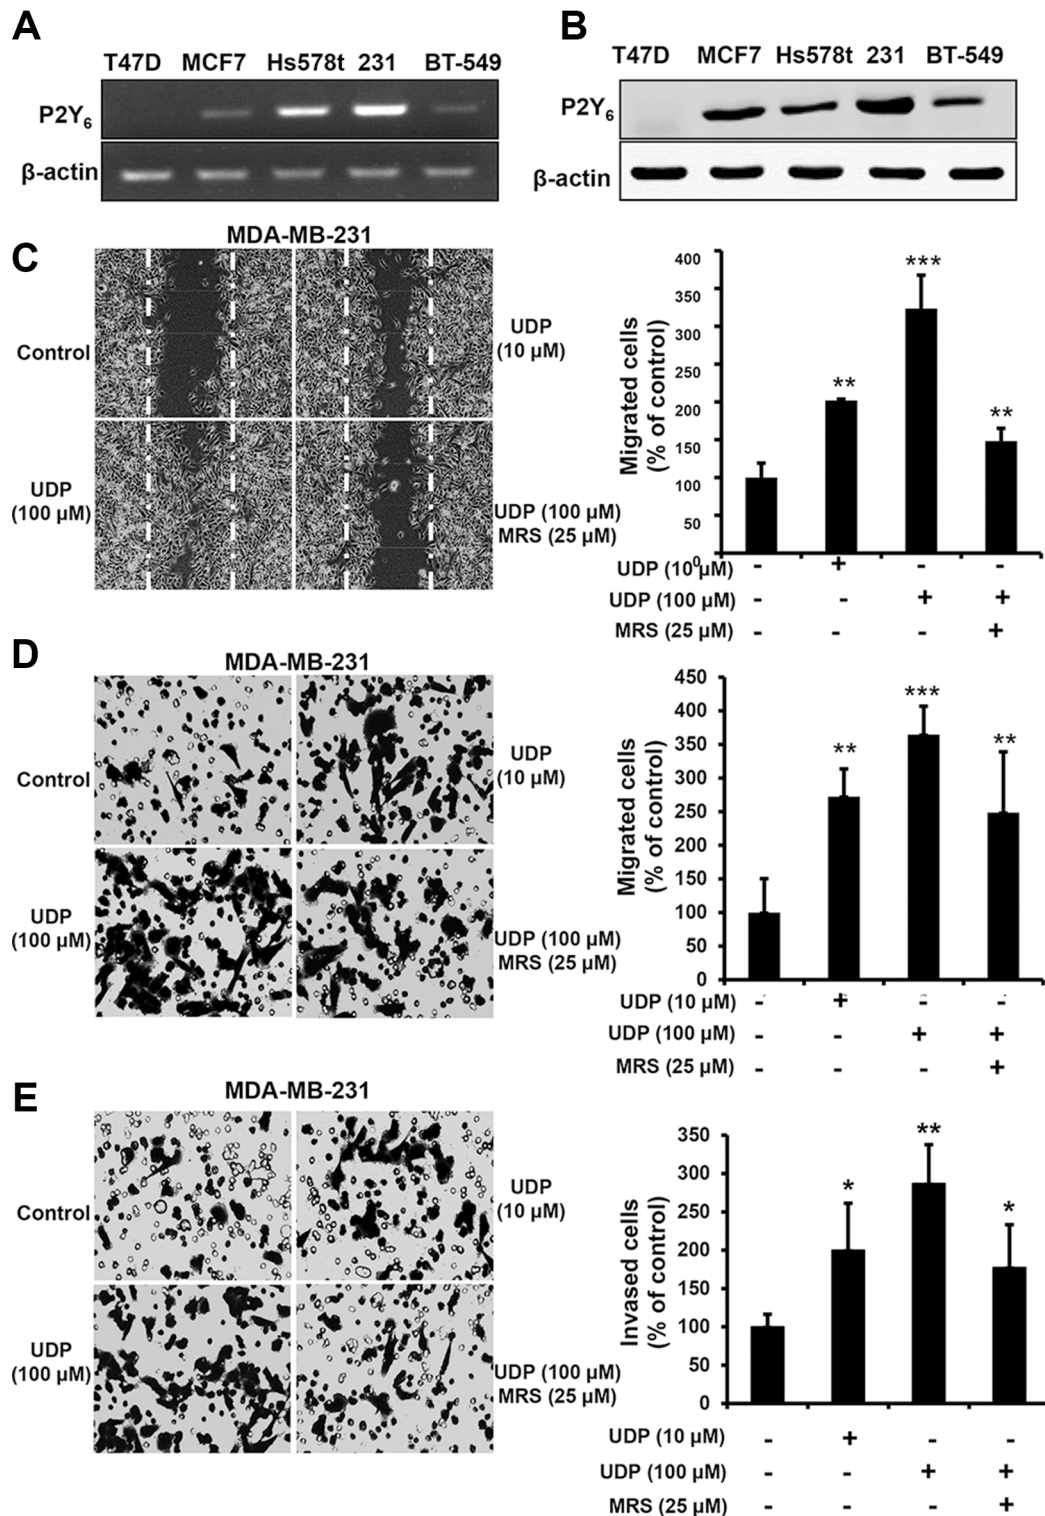 A
T47D MCF7 Hs578t 231 BT-549
P2Y6
β-actin
B
T47D MCF7 Hs578t 231 BT-549
P2Y6
β-actin
C
MDA-MB-231
Control
UDP
(10 µM)
UDP
(100 µM)
UDP (100 µM)
MRS (25 µM)
Migrated cells
(% of control)
400
350
300
250
200
150
100
50
0
** *** **
UDP (10 µM) - + - -
UDP (100 µM) - - + +
MRS (25 µM) - - - +
D
MDA-MB-231
Control
UDP
(10 µM)
UDP
(100 µM)
UDP (100 µM)
MRS (25 µM)
Migrated cells
(% of control)
450
400
350
300
250
200
150
100
50
0
** *** **
UDP (10 µM) - + - -
UDP (100 µM) - - + +
MRS (25 µM) - - - +
E
MDA-MB-231
Control
UDP
(10 µM)
UDP
(100 µM)
UDP (100 µM)
MRS (25 µM)
Invased cells
(% of control)
350
300
250
200
150
100
50
0
* ** *
UDP (10 µM) - + - -
UDP (100 µM) - - + +
MRS (25 µM) - - - +